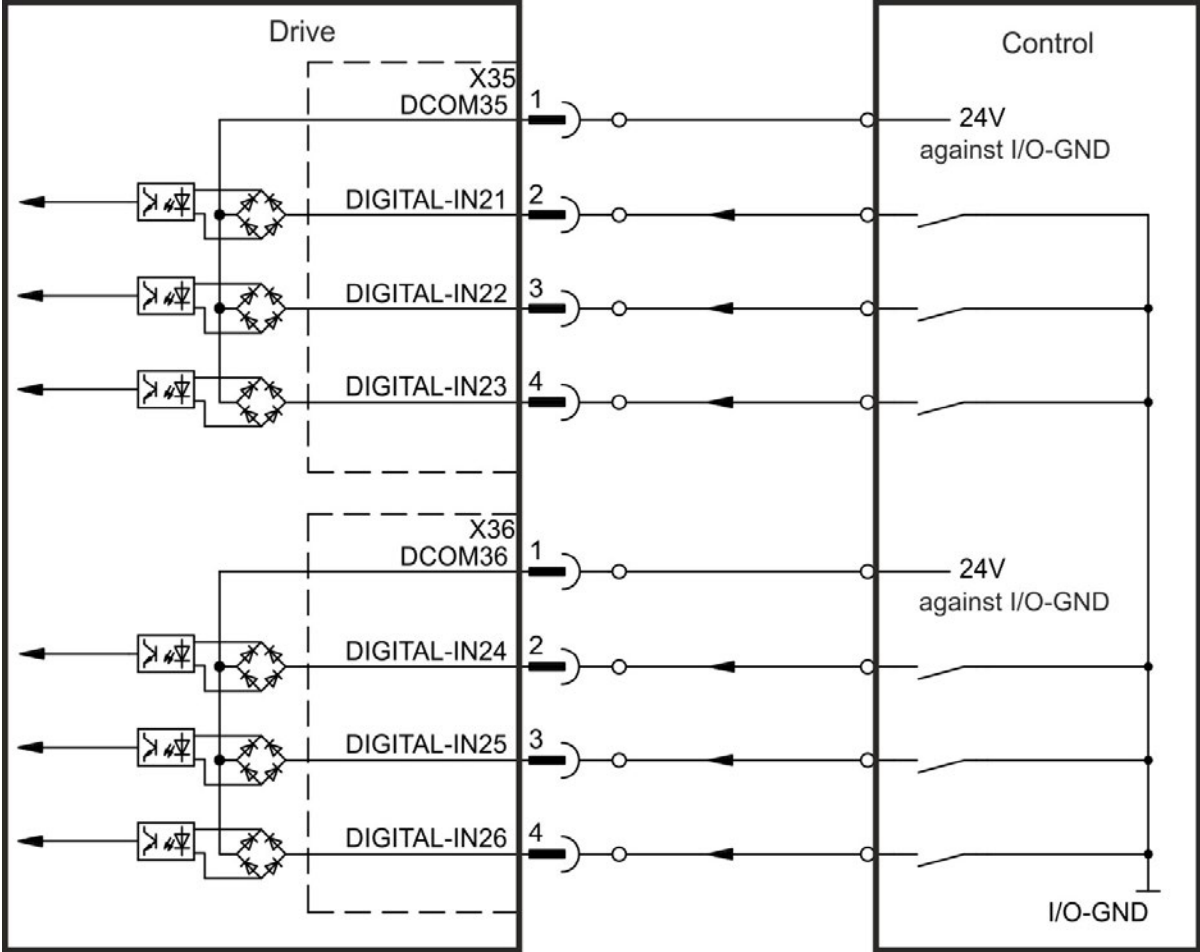 Drive
Control
X35
DCOM35
1
24V
against I/O-GND
DIGITAL-IN21
2
DIGITAL-IN22
3
DIGITAL-IN23
4
X36
DCOM36
1
24V
against I/O-GND
DIGITAL-IN24
2
DIGITAL-IN25
3
DIGITAL-IN26
4
I/O-GND